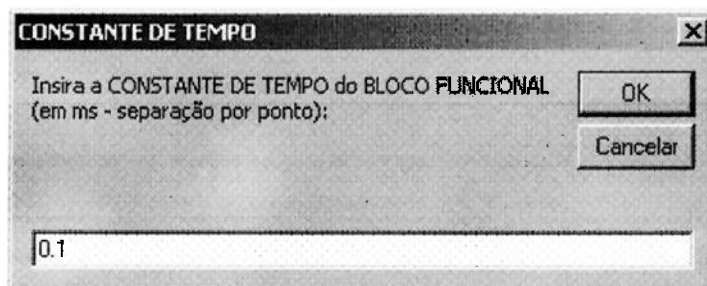 CONSTANTE DE TEMPO
Insira a CONSTANTE DE TEMPO do BLOCO FUNCIONAL
(em ms - separação por ponto):
OK
Cancelar
0.1